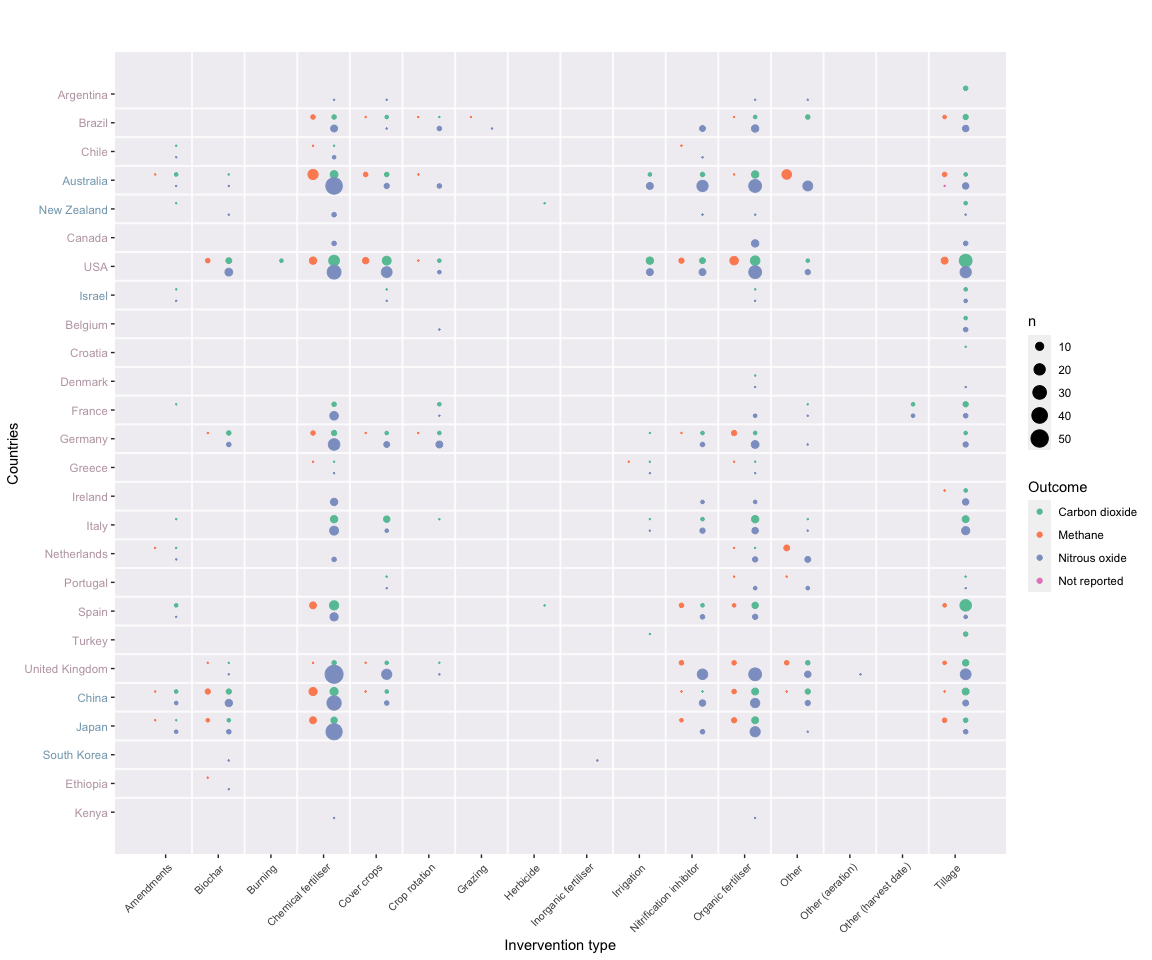 Argentina
Brazil
Chile
Australia
New Zealand
Canada
USA
Israel
Belgium
Croatia
Denmark
France
Germany
Greece
Ireland
Italy
Netherlands
Portugal
Spain
Turkey
United Kingdom
China
Japan
South Korea
Ethiopia
Kenya
Countries
Amendments
Biochar
Burning
Chemical fertiliser
Cover crops
Crop rotation
Grazing
Herbicide
Inorganic fertiliser
Irrigation
Nitrification inhibitor
Organic fertiliser
Other
Other (aeration)
Other (harvest date)
Tillage
Invervention type
n
10
20
30
40
50
Outcome
Carbon dioxide
Methane
Nitrous oxide
Not reported